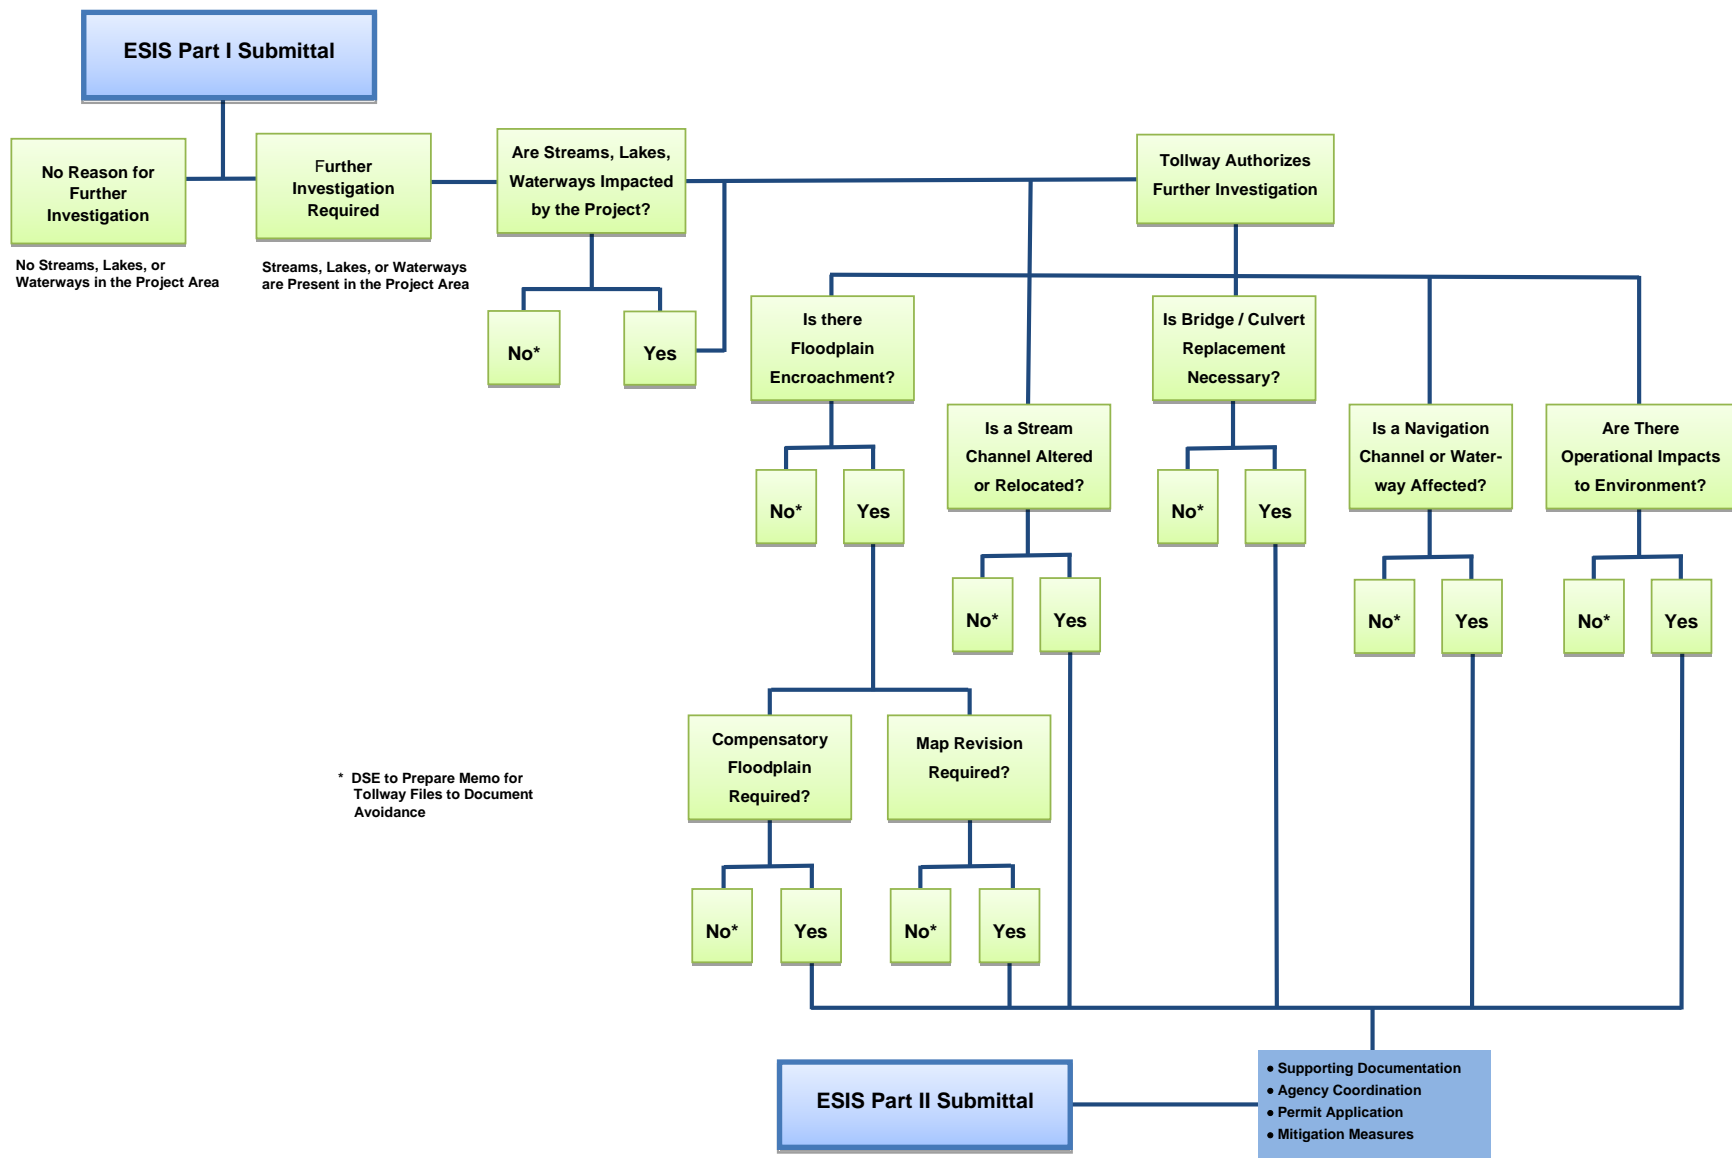 ESIS Part I Submittal
No Reason for
Further
Investigation
No Streams, Lakes, or
Waterways in the Project Area
Further
Investigation
Required
Streams, Lakes, or Waterways
are Present in the Project Area
Are Streams, Lakes,
Waterways Impacted
by the Project?
No*
Yes
Tollway Authorizes
Further Investigation
Is there
Floodplain
Encroachment?
No*
Yes
Is a Stream
Channel Altered
or Relocated?
No*
Yes
Is Bridge / Culvert
Replacement
Necessary?
No*
Yes
Is a Navigation
Channel or Water-
way Affected?
No*
Yes
Are There
Operational Impacts
to Environment?
No*
Yes
Compensatory
Floodplain
Required?
No*
Yes
Map Revision
Required?
No*
Yes
* DSE to Prepare Memo for
Tollway Files to Document
Avoidance
ESIS Part II Submittal
● Supporting Documentation
● Agency Coordination
● Permit Application
● Mitigation Measures